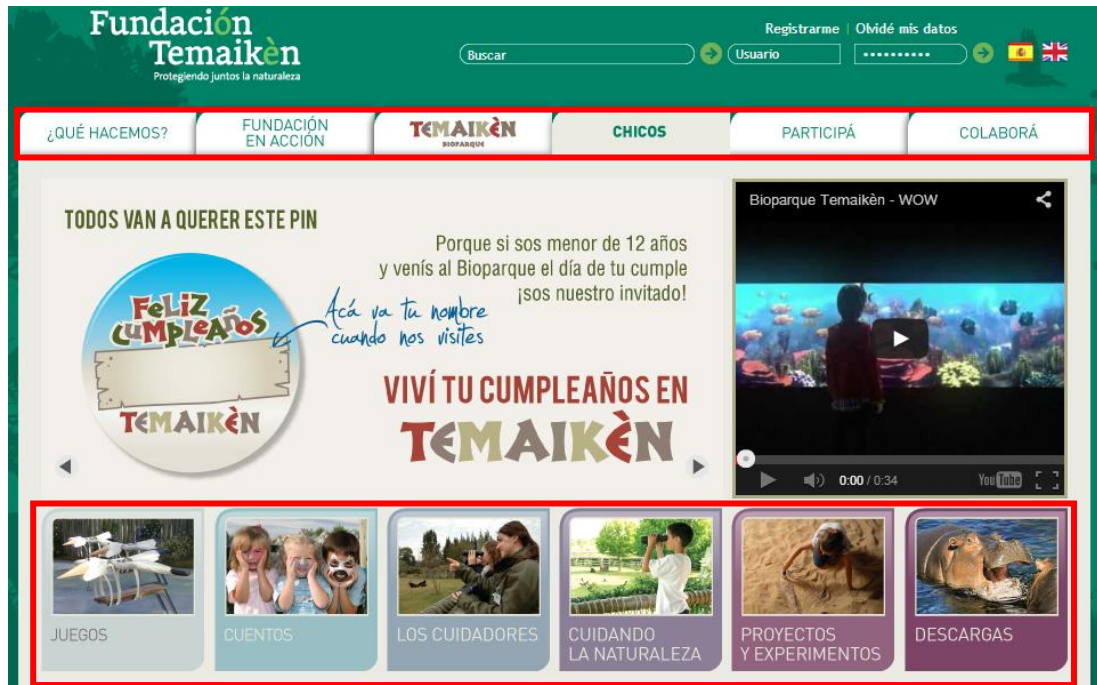 Fundación
Temaikèn
Protegiendo juntos la naturaleza
Registrarme | Olvidé mis datos
Buscar
Usuario
••••••••••
¿QUÉ HACEMOS?
FUNDACIÓN
EN ACCIÓN
TEMAIKÈN
BIOPARQUE
CHICOS
PARTICIPÁ
COLABORÁ
TODOS VAN A QUERER ESTE PIN
Porque si sos menor de 12 años
y venís al Bioparque el día de tu cumple
¡sos nuestro invitado!
FELIZ
CUMPLEAÑOS
TEMAIKÈN
Acá va tu nombre
cuando nos visites
VIVÍ TU CUMPLEAÑOS EN
TEMAIKÈN
Bioparque Temaikèn - WOW
0:00 / 0:34
YouTube
JUEGOS
CUENTOS
LOS CUIDADORES
CUIDANDO
LA NATURALEZA
PROYECTOS
Y EXPERIMENTOS
DESCARGAS